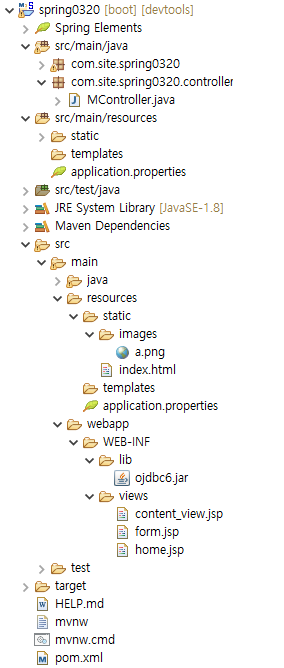 spring0320 [boot] [devtools]
Spring Elements
src/main/java
com.site.spring0320
com.site.spring0320.controller
MController.java
src/main/resources
static
templates
application.properties
src/test/java
JRE System Library [JavaSE-1.8]
Maven Dependencies
src
main
java
resources
static
images
a.png
index.html
templates
application.properties
webapp
WEB-INF
lib
ojdbc6.jar
views
content_view.jsp
form.jsp
home.jsp
test
target
HELP.md
mvnw
mvnw.cmd
pom.xml